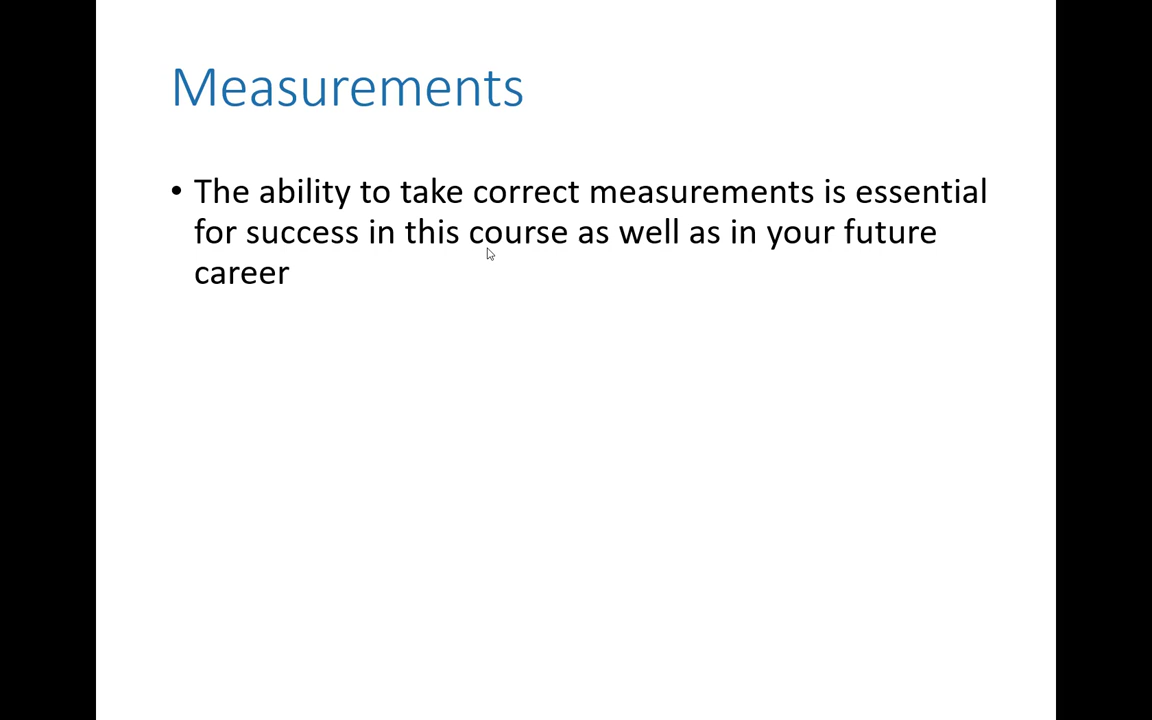 Measurements
• The ability to take correct measurements is essential
for success in this course as well as in your future
career